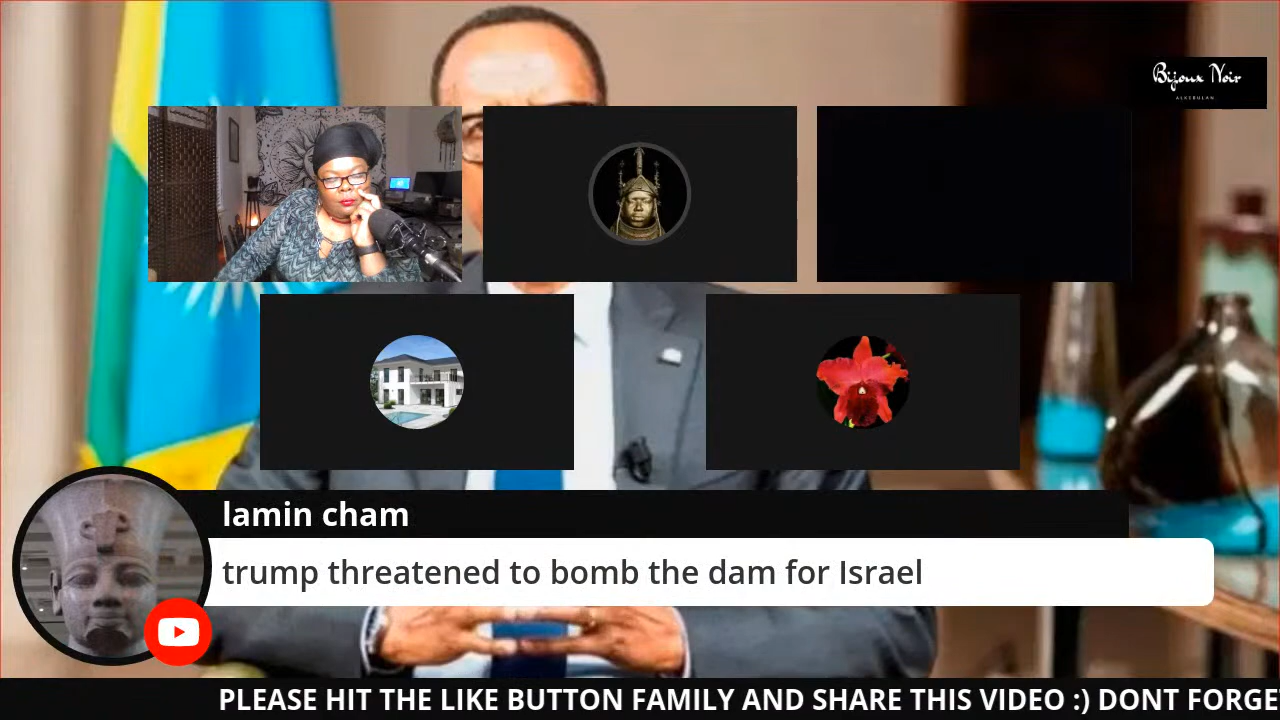 Bijoux Noir
ALKEBULAN
lamin cham
trump threatened to bomb the dam for Israel
PLEASE HIT THE LIKE BUTTON FAMILY AND SHARE THIS VIDEO :) DONT FORGE